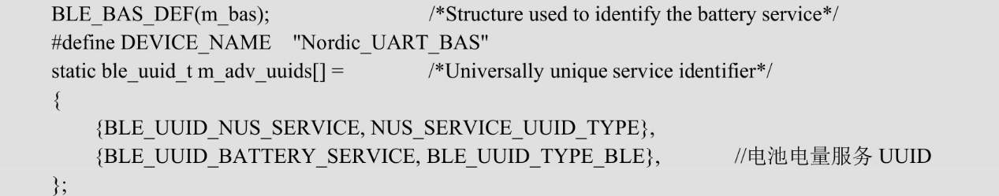 BLE_BAS_DEF(m_bas); /*Structure used to identify the battery service*/
#define DEVICE_NAME "Nordic_UART_BAS"
static ble_uuid_t m_adv_uuids[] = /*Universally unique service identifier*/
{
{BLE_UUID_NUS_SERVICE, NUS_SERVICE_UUID_TYPE},
{BLE_UUID_BATTERY_SERVICE, BLE_UUID_TYPE_BLE}, //电池电量服务 UUID
};